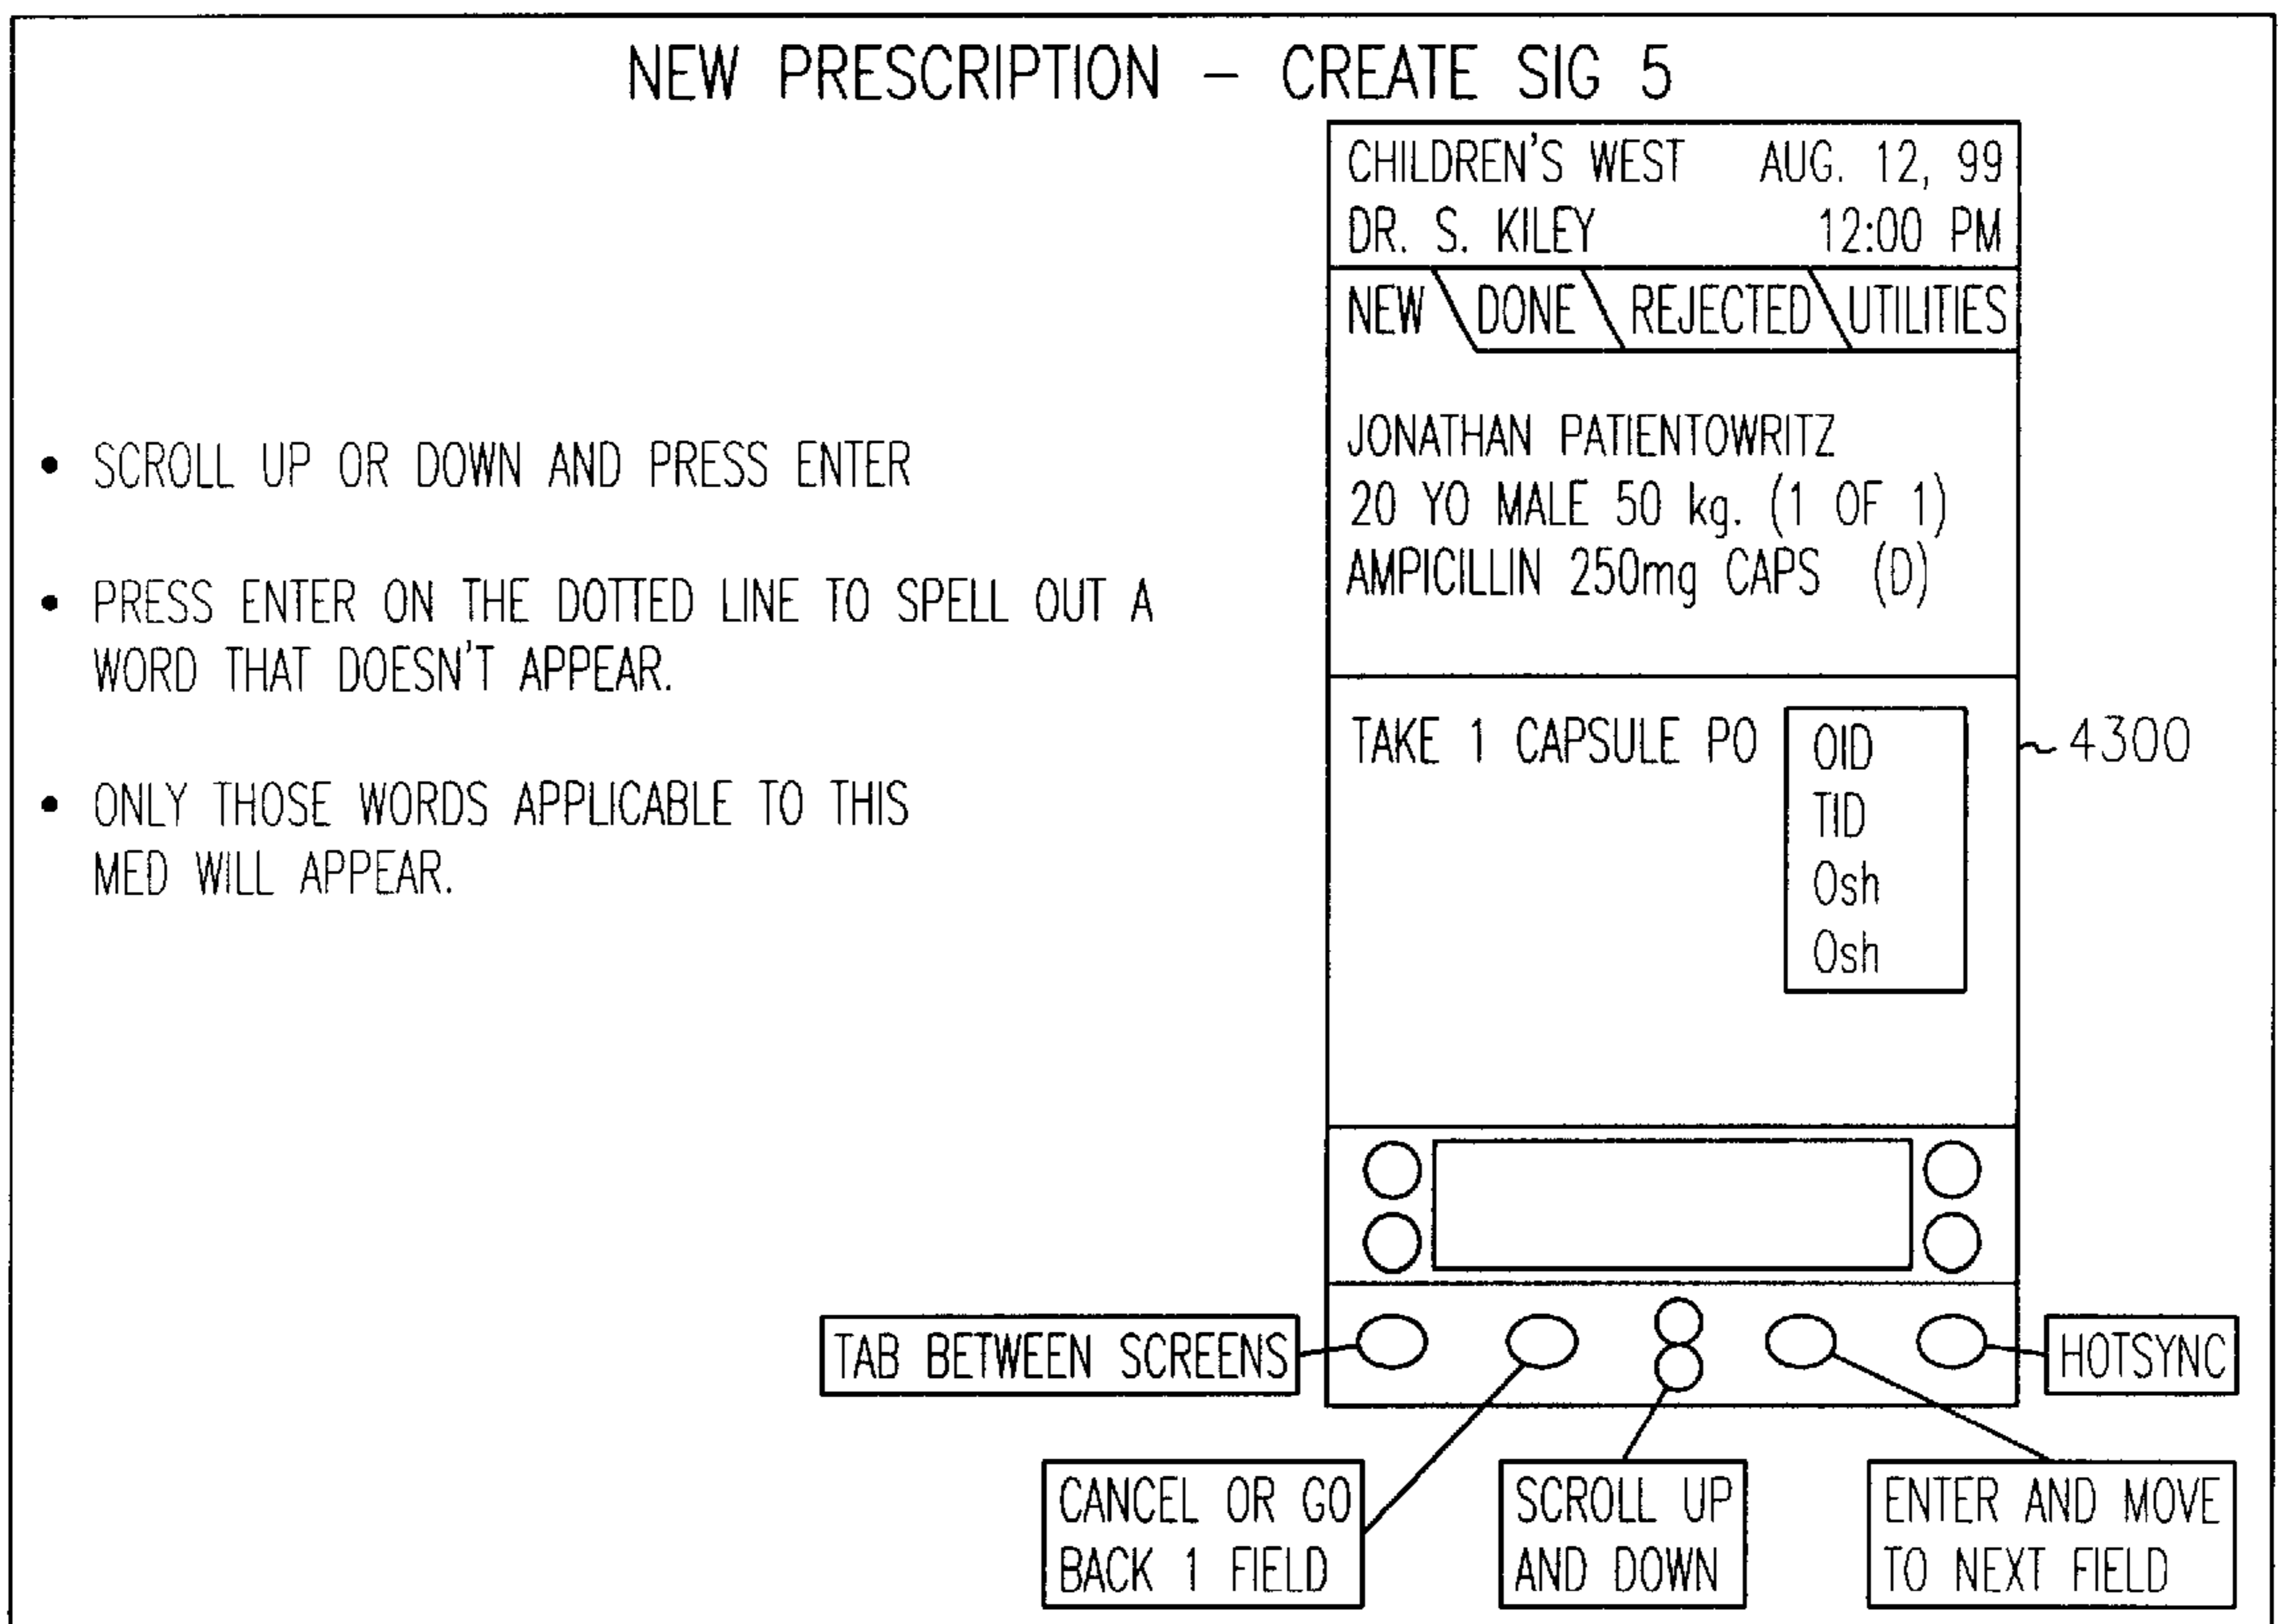 NEW PRESCRIPTION – CREATE SIG 5
CHILDREN'S WEST AUG. 12, 99
DR. S. KILEY 12:00 PM
NEW DONE REJECTED UTILITIES
JONATHAN PATIENTOWRITZ
20 YO MALE 50 kg. (1 OF 1)
AMPICILLIN 250mg CAPS (D)
• SCROLL UP OR DOWN AND PRESS ENTER
• PRESS ENTER ON THE DOTTED LINE TO SPELL OUT A
WORD THAT DOESN'T APPEAR.
• ONLY THOSE WORDS APPLICABLE TO THIS
MED WILL APPEAR.
TAKE 1 CAPSULE PO OID
TID
Osh
Osh
4300
TAB BETWEEN SCREENS
HOTSYNC
CANCEL OR GO
BACK 1 FIELD
SCROLL UP
AND DOWN
ENTER AND MOVE
TO NEXT FIELD